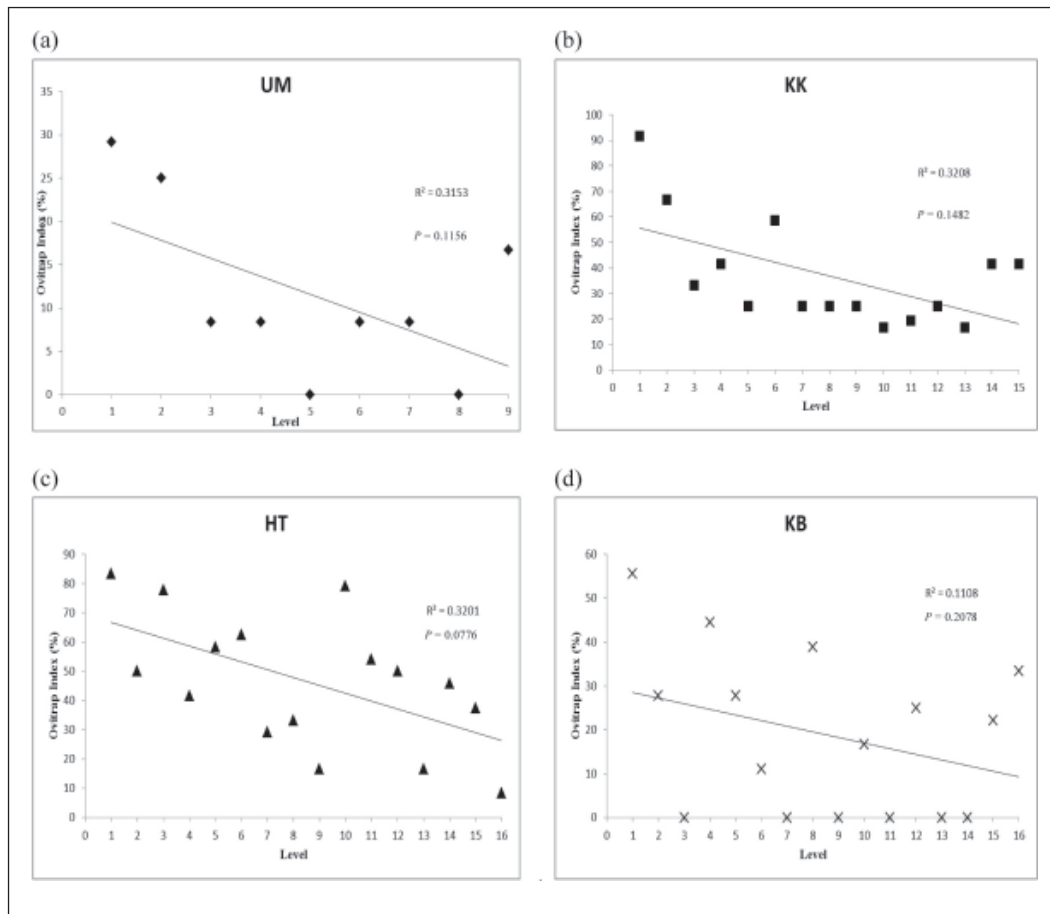 (a)
UM
35
30
25
20
15
10
5
0
Ovitrap Index (%)
R² = 0.3153
P = 0.1156
0 1 2 3 4 5 6 7 8 9
Level
(b)
KK
100
90
80
70
60
50
40
30
20
10
0
Ovitrap Index (%)
R² = 0.3208
P = 0.1482
0 1 2 3 4 5 6 7 8 9 10 11 12 13 14 15
Level
(c)
HT
90
80
70
60
50
40
30
20
10
0
Ovitrap Index (%)
R² = 0.3201
P = 0.0776
0 1 2 3 4 5 6 7 8 9 10 11 12 13 14 15 16
Level
(d)
KB
60
50
40
30
20
10
0
Ovitrap Index (%)
R² = 0.1108
P = 0.2078
0 1 2 3 4 5 6 7 8 9 10 11 12 13 14 15 16
Level